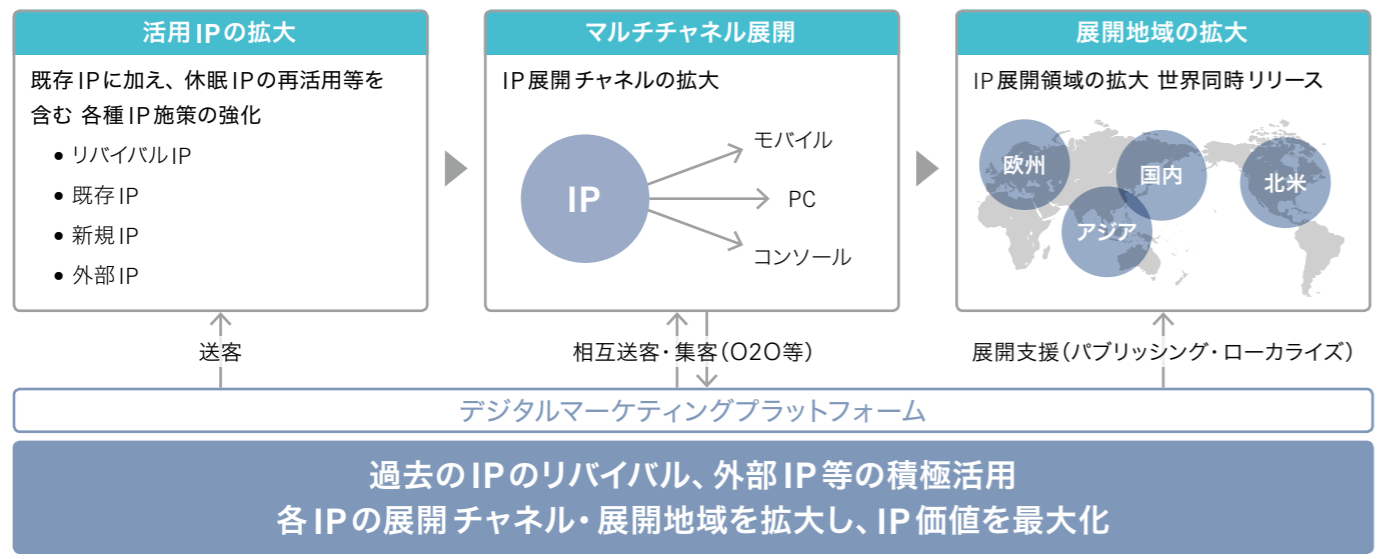 活用IPの拡大
既存IPに加え、休眠IPの再活用等を
含む 各種IP施策の強化
• リバイバルIP
• 既存IP
• 新規IP
• 外部IP
マルチチャネル展開
IP展開チャネルの拡大
IP
モバイル
PC
コンソール
展開地域の拡大
IP展開領域の拡大 世界同時リリース
欧州
国内
北米
アジア
送客
相互送客・集客(O2O等)
展開支援(パブリッシング・ローカライズ)
デジタルマーケティングプラットフォーム
過去のIPのリバイバル、外部IP等の積極活用
各IPの展開チャネル・展開地域を拡大し、IP価値を最大化